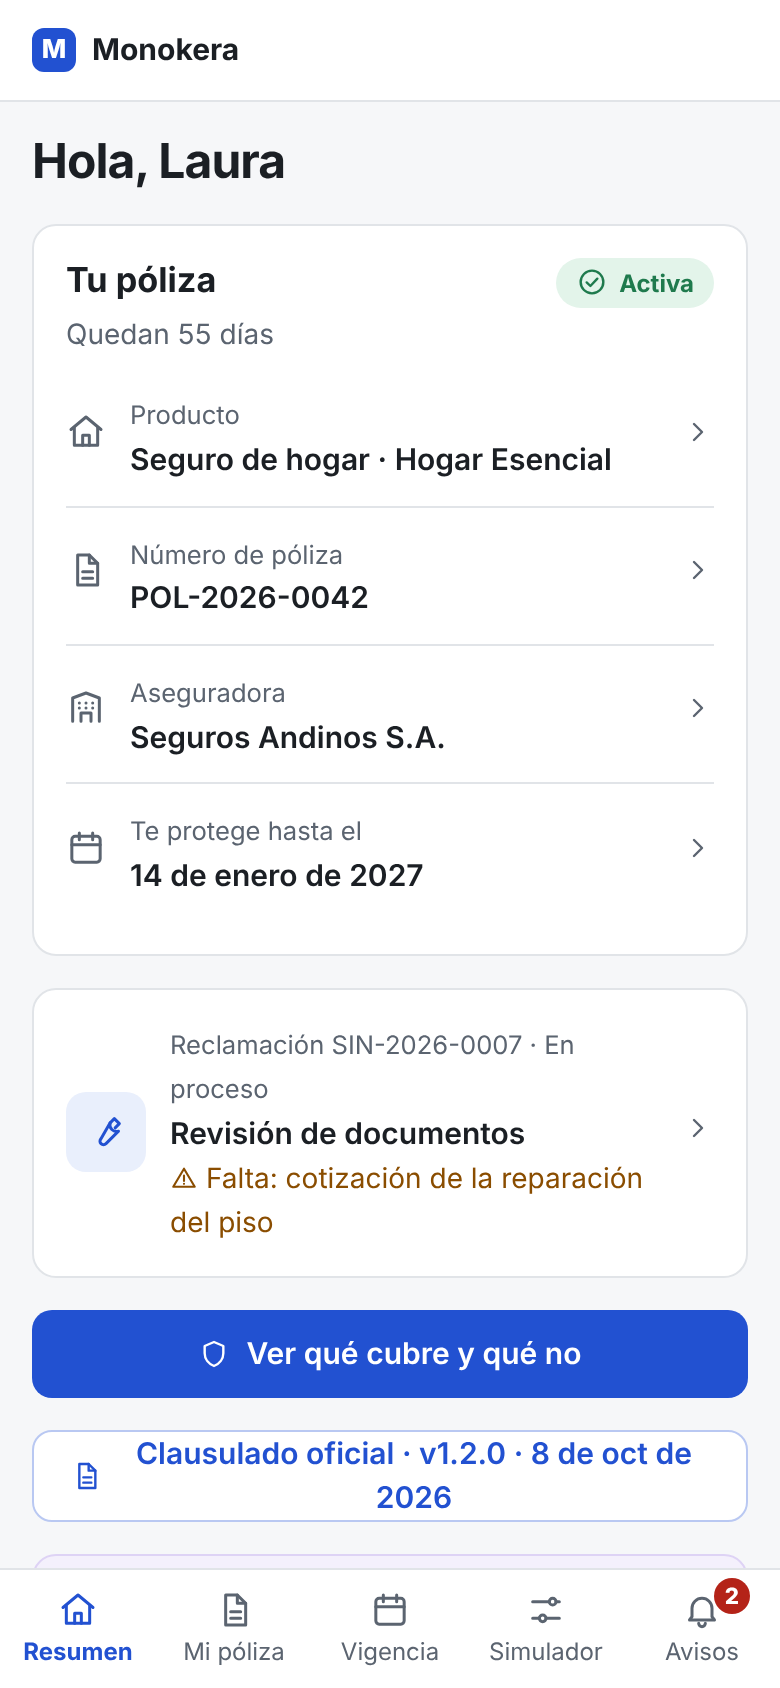 M Monokera
Hola, Laura
Tu póliza
Activa
Quedan 55 días
Producto
Seguro de hogar · Hogar Esencial
Número de póliza
POL-2026-0042
Aseguradora
Seguros Andinos S.A.
Te protege hasta el
14 de enero de 2027
Reclamación SIN-2026-0007 · En
proceso
Revisión de documentos
Falta: cotización de la reparación
del piso
Ver qué cubre y qué no
Clausulado oficial · v1.2.0 · 8 de oct de
2026
2
Resumen
Mi póliza
Vigencia
Simulador
Avisos